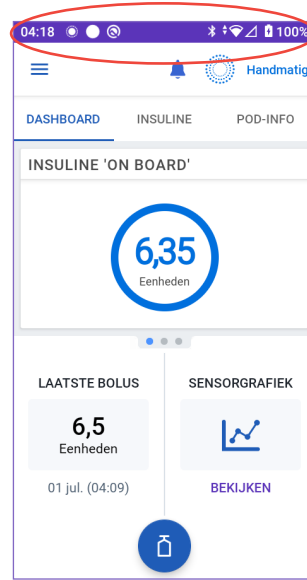 04:18 100%
Handmatig
DASHBOARD INSULINE POD-INFO
INSULINE 'ON BOARD'
6,35
Eenheden
LAATSTE BOLUS SENSORGRAFIEK
6,5
Eenheden
01 jul. (04:09) BEKIJKEN